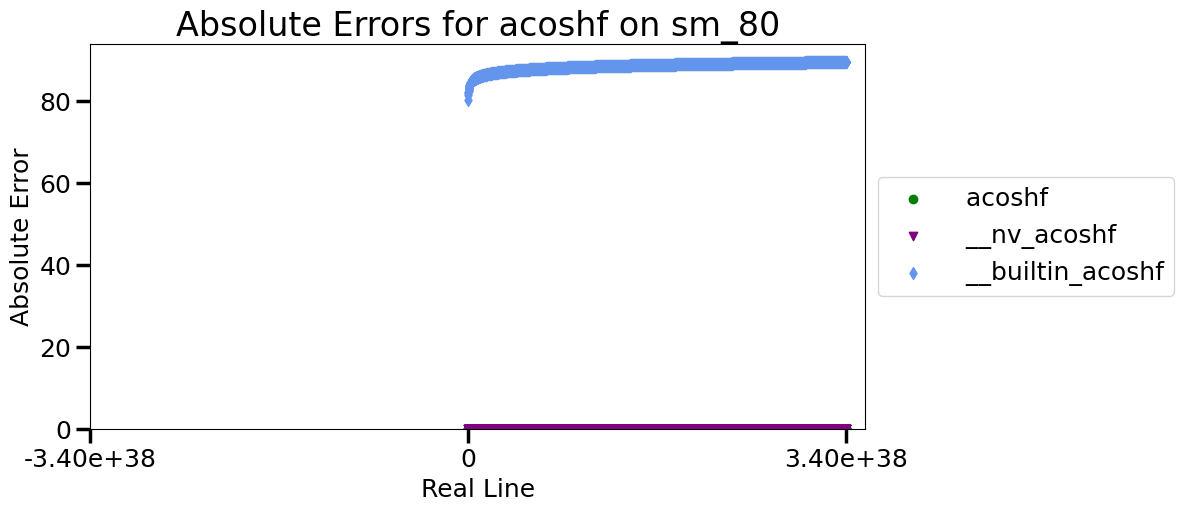 Absolute Errors for acoshf on sm_80
Absolute Error
80
60
40
20
0
-3.40e+38
0
3.40e+38
Real Line
acoshf
__nv_acoshf
__builtin_acoshf